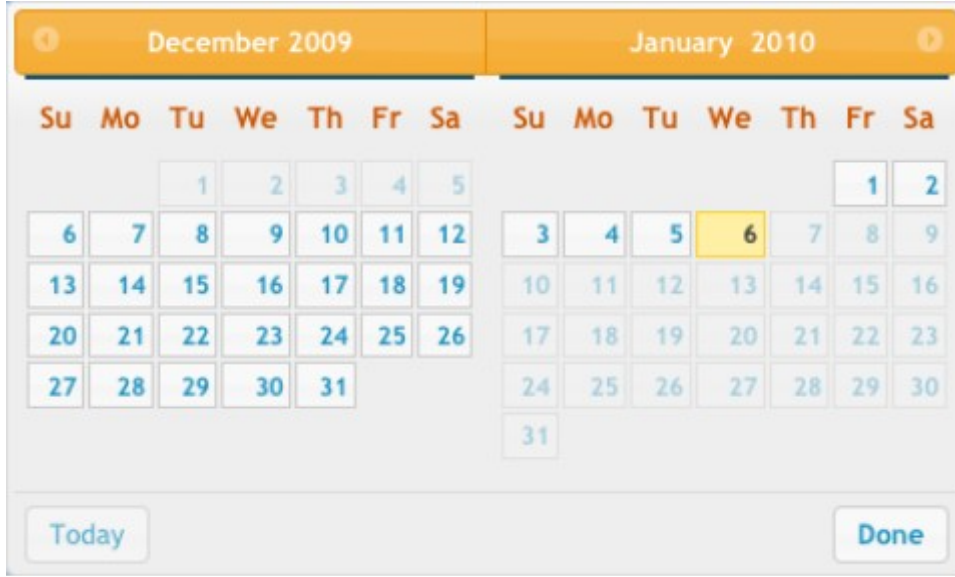 December 2009
Su Mo Tu We Th Fr Sa
1 2 3 4 5
6 7 8 9 10 11 12
13 14 15 16 17 18 19
20 21 22 23 24 25 26
27 28 29 30 31
January 2010
Su Mo Tu We Th Fr Sa
1 2
3 4 5 6 7 8 9
10 11 12 13 14 15 16
17 18 19 20 21 22 23
24 25 26 27 28 29 30
31
Today
Done